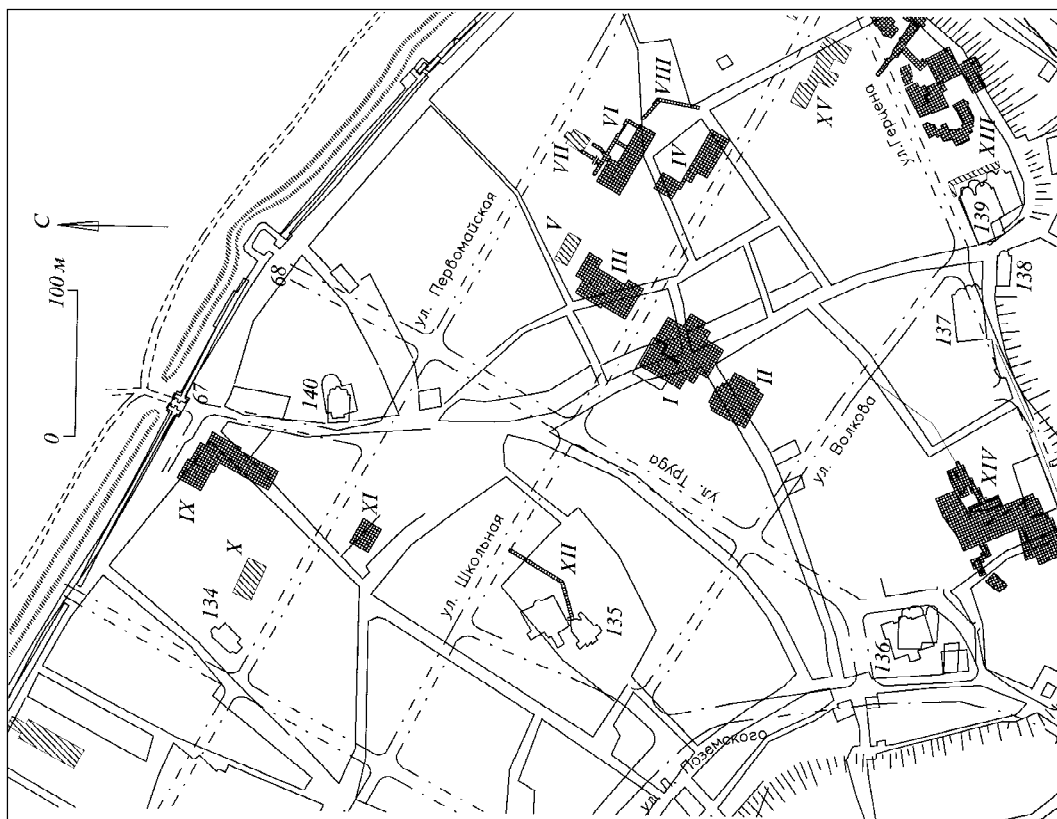 С
100 м
0
68
67
140
IX
X
134
XI
ул. Первомайская
VII
VI
VIII
V
IV
III
XV
ул. Герцена
XIII
139
138
137
I
II
ул. Школьная
XII
135
ул. Труда
ул. Волкова
XIV
136
ул. Л. Поземского